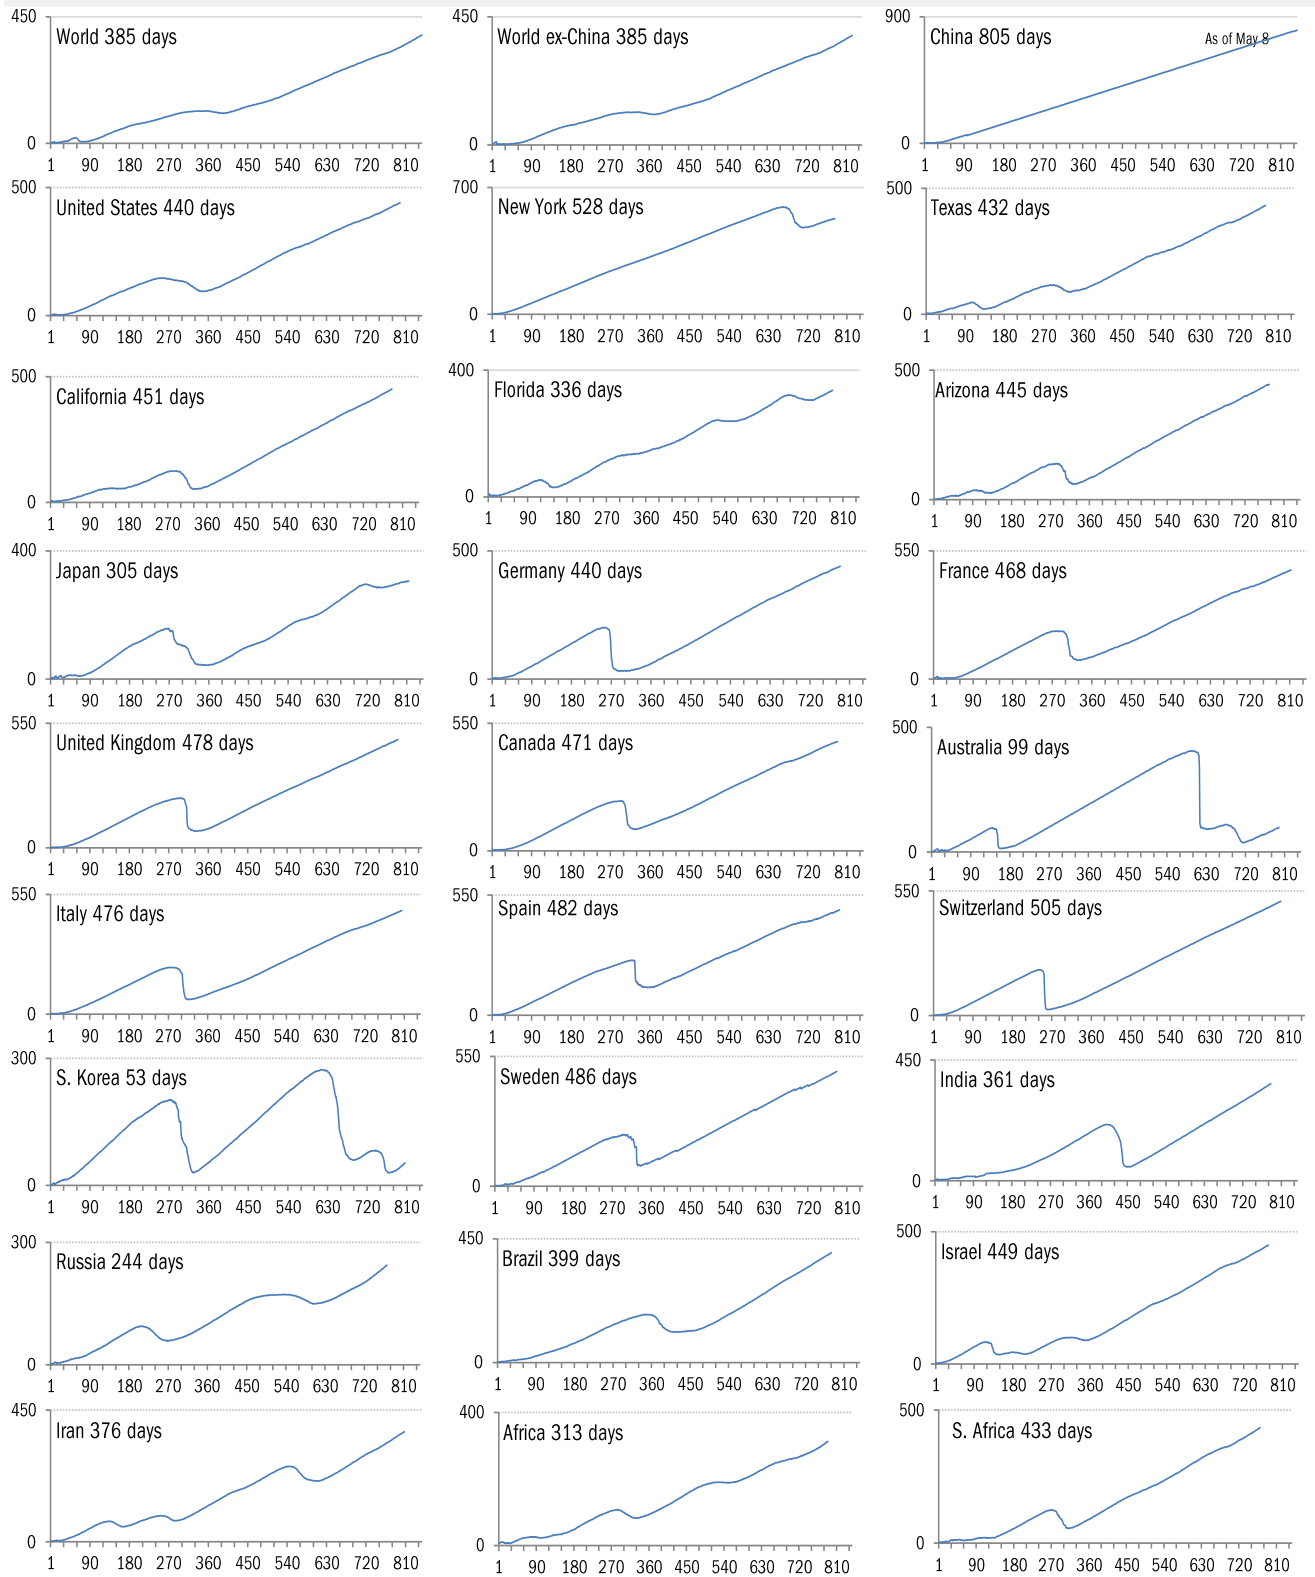 450
World 385 days
0
1 90 180 270 360 450 540 630 720 810
450
World ex-China 385 days
0
1 90 180 270 360 450 540 630 720 810
900
China 805 days
As of May 8
0
1 90 180 270 360 450 540 630 720 810
500
United States 440 days
0
1 90 180 270 360 450 540 630 720 810
700
New York 528 days
0
1 90 180 270 360 450 540 630 720 810
500
Texas 432 days
0
1 90 180 270 360 450 540 630 720 810
500
California 451 days
0
1 90 180 270 360 450 540 630 720 810
400
Florida 336 days
0
1 90 180 270 360 450 540 630 720 810
500
Arizona 445 days
0
1 90 180 270 360 450 540 630 720 810
400
Japan 305 days
0
1 90 180 270 360 450 540 630 720 810
500
Germany 440 days
0
1 90 180 270 360 450 540 630 720 810
550
France 468 days
0
1 90 180 270 360 450 540 630 720 810
550
United Kingdom 478 days
0
1 90 180 270 360 450 540 630 720 810
550
Canada 471 days
0
1 90 180 270 360 450 540 630 720 810
500
Australia 99 days
0
1 90 180 270 360 450 540 630 720 810
550
Italy 476 days
0
1 90 180 270 360 450 540 630 720 810
550
Spain 482 days
0
1 90 180 270 360 450 540 630 720 810
550
Switzerland 505 days
0
1 90 180 270 360 450 540 630 720 810
300
S. Korea 53 days
0
1 90 180 270 360 450 540 630 720 810
550
Sweden 486 days
0
1 90 180 270 360 450 540 630 720 810
450
India 361 days
0
1 90 180 270 360 450 540 630 720 810
300
Russia 244 days
0
1 90 180 270 360 450 540 630 720 810
450
Brazil 399 days
0
1 90 180 270 360 450 540 630 720 810
500
Israel 449 days
0
1 90 180 270 360 450 540 630 720 810
450
Iran 376 days
0
1 90 180 270 360 450 540 630 720 810
400
Africa 313 days
0
1 90 180 270 360 450 540 630 720 810
500
S. Africa 433 days
0
1 90 180 270 360 450 540 630 720 810